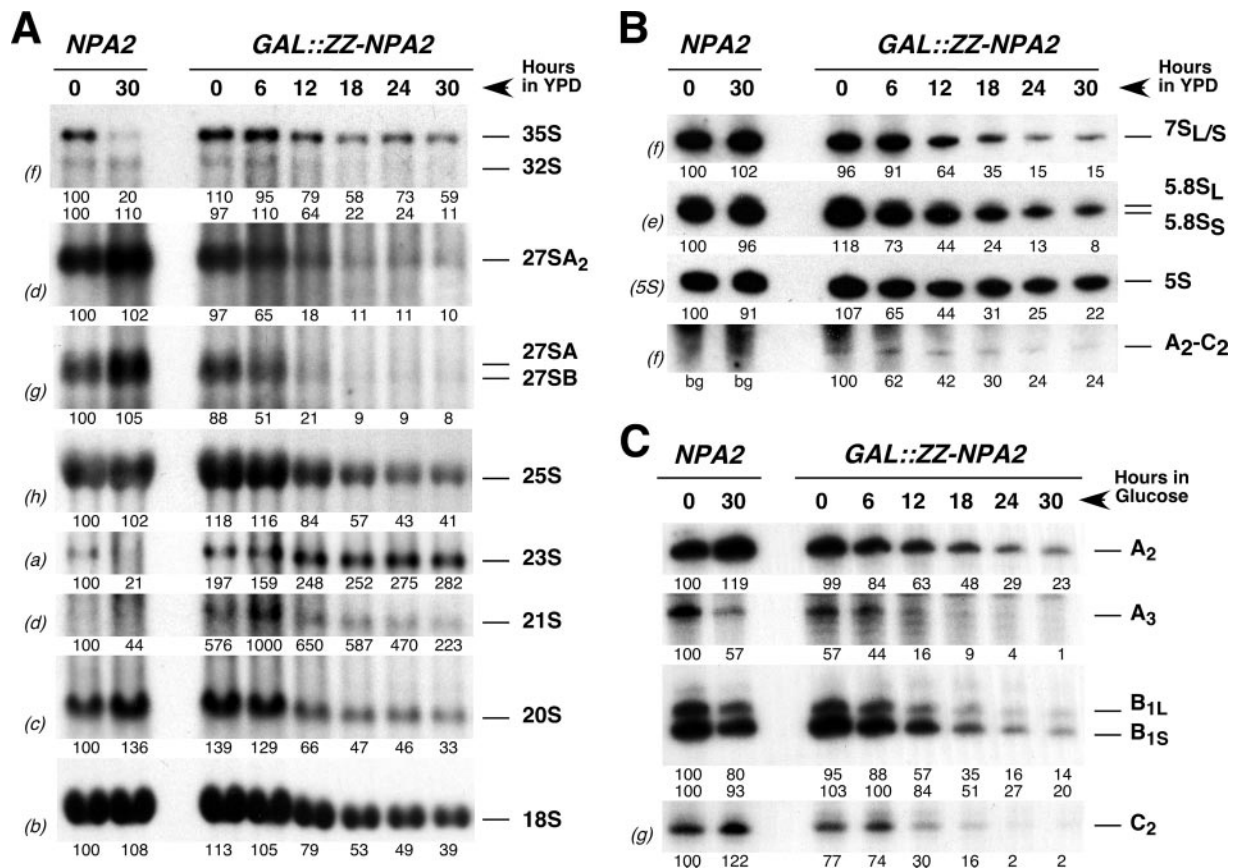 A
NPA2 GAL::ZZ-NPA2
0 30 0 6 12 18 24 30 Hours in YPD
35S
32S
(f)
100 20 110 95 79 58 73 59
100 110 97 110 64 22 24 11
27SA2
(d)
100 102 97 65 18 11 11 10
27SA
27SB
(g)
100 105 88 51 21 9 9 8
25S
(h)
100 102 118 116 84 57 43 41
(a) 23S
100 21 197 159 248 252 275 282
(d) 21S
100 44 576 1000 650 587 470 223
(c) 20S
100 136 139 129 66 47 46 33
(b) 18S
100 108 113 105 79 53 49 39
B
NPA2 GAL::ZZ-NPA2
0 30 0 6 12 18 24 30 Hours in YPD
(f) 7SL/S
100 102 96 91 64 35 15 15
5.8SL
(e) 5.8SS
100 96 118 73 44 24 13 8
(5S) 5S
100 91 107 65 44 31 25 22
(f) A2-C2
bg bg 100 62 42 30 24 24
C
NPA2 GAL::ZZ-NPA2
0 30 0 6 12 18 24 30 Hours in Glucose
A2
100 119 99 84 63 48 29 23
A3
100 57 57 44 16 9 4 1
B1L
B1S
100 80 95 88 57 35 16 14
100 93 103 100 84 51 27 20
(g) C2
100 122 77 74 30 16 2 2